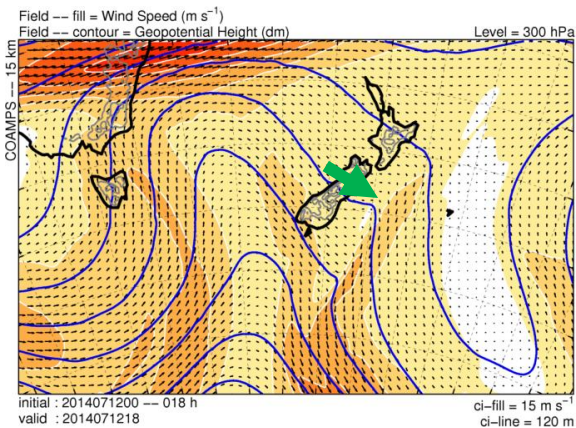 Field -- fill = Wind Speed (m s⁻¹)
Field -- contour = Geopotential Height (dm)
Level = 300 hPa
COAMPS -- 15 km
initial : 2014071200 -- 018 h
valid : 2014071218
ci-fill = 15 m s⁻¹
ci-line = 120 m